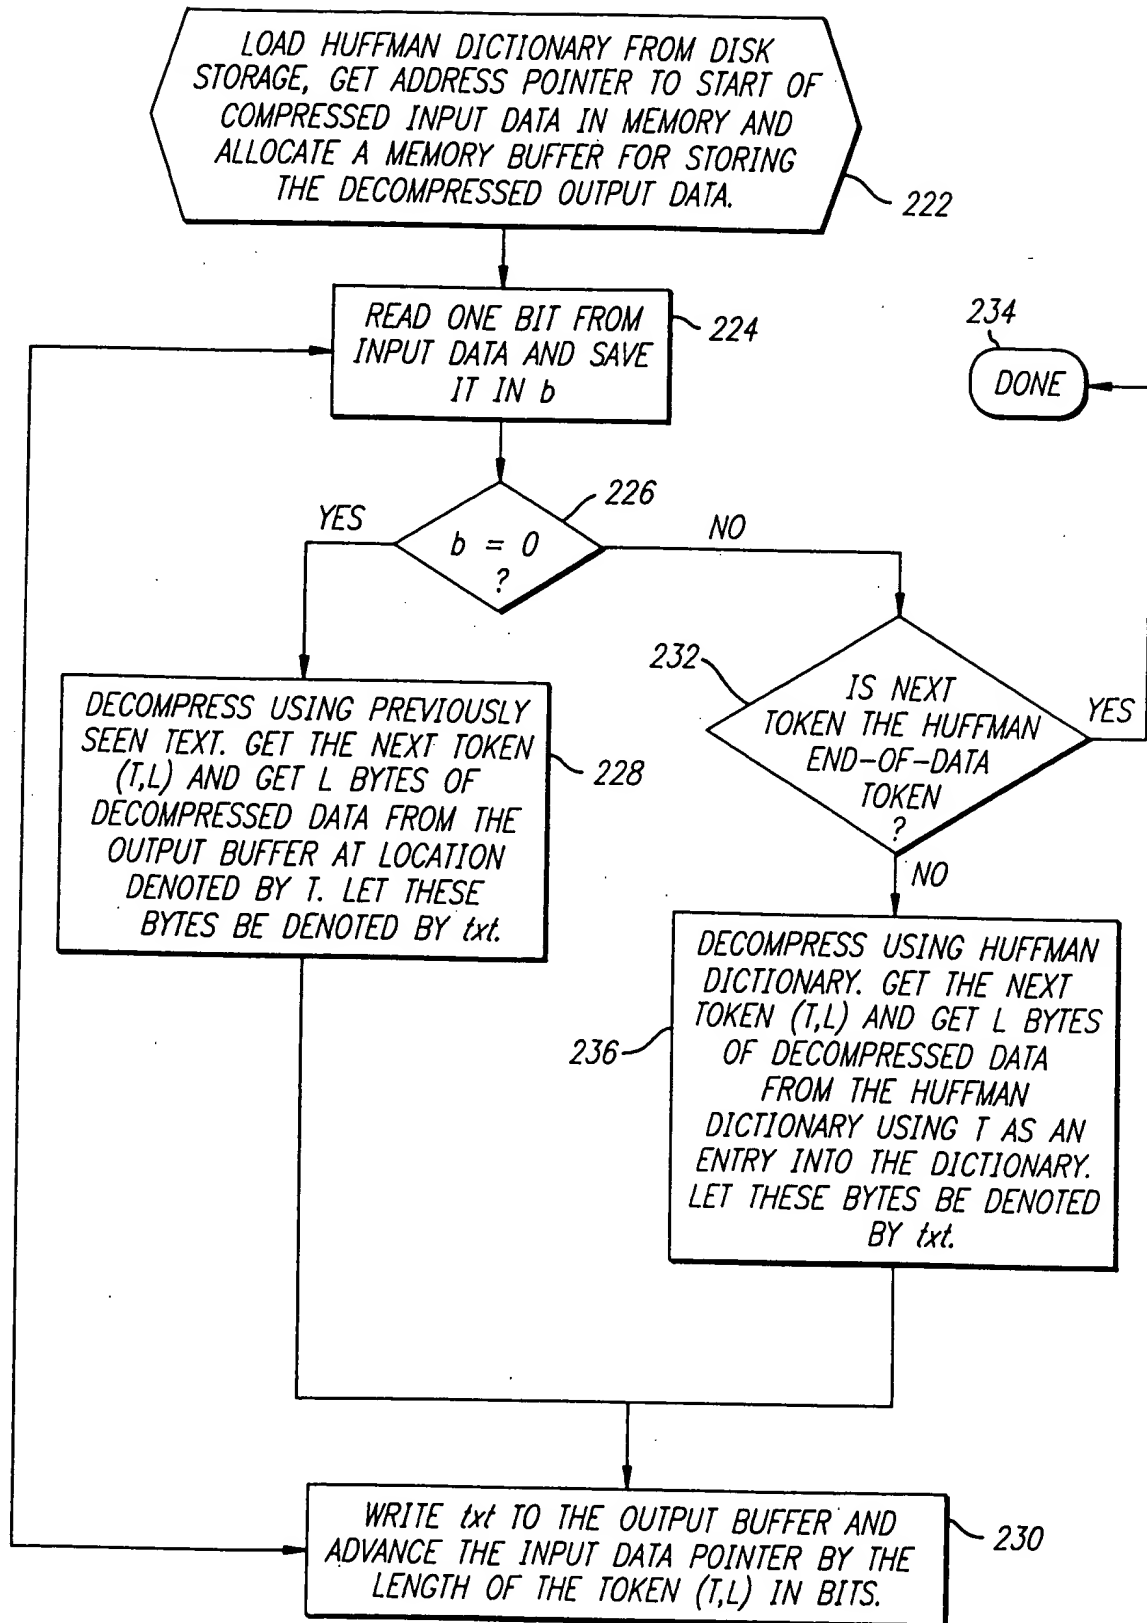 LOAD HUFFMAN DICTIONARY FROM DISK
STORAGE, GET ADDRESS POINTER TO START OF
COMPRESSED INPUT DATA IN MEMORY AND
ALLOCATE A MEMORY BUFFER FOR STORING
THE DECOMPRESSED OUTPUT DATA.
222
READ ONE BIT FROM
INPUT DATA AND SAVE
IT IN b
224
234
DONE
226
YES
b = 0
?
NO
232
IS NEXT
TOKEN THE HUFFMAN
END-OF-DATA
TOKEN
?
YES
NO
DECOMPRESS USING PREVIOUSLY
SEEN TEXT. GET THE NEXT TOKEN
(T,L) AND GET L BYTES OF
DECOMPRESSED DATA FROM THE
OUTPUT BUFFER AT LOCATION
DENOTED BY T. LET THESE
BYTES BE DENOTED BY txt.
228
DECOMPRESS USING HUFFMAN
DICTIONARY. GET THE NEXT
TOKEN (T,L) AND GET L BYTES
OF DECOMPRESSED DATA
FROM THE HUFFMAN
DICTIONARY USING T AS AN
ENTRY INTO THE DICTIONARY.
LET THESE BYTES BE DENOTED
BY txt.
236
WRITE txt TO THE OUTPUT BUFFER AND
ADVANCE THE INPUT DATA POINTER BY THE
LENGTH OF THE TOKEN (T,L) IN BITS.
230